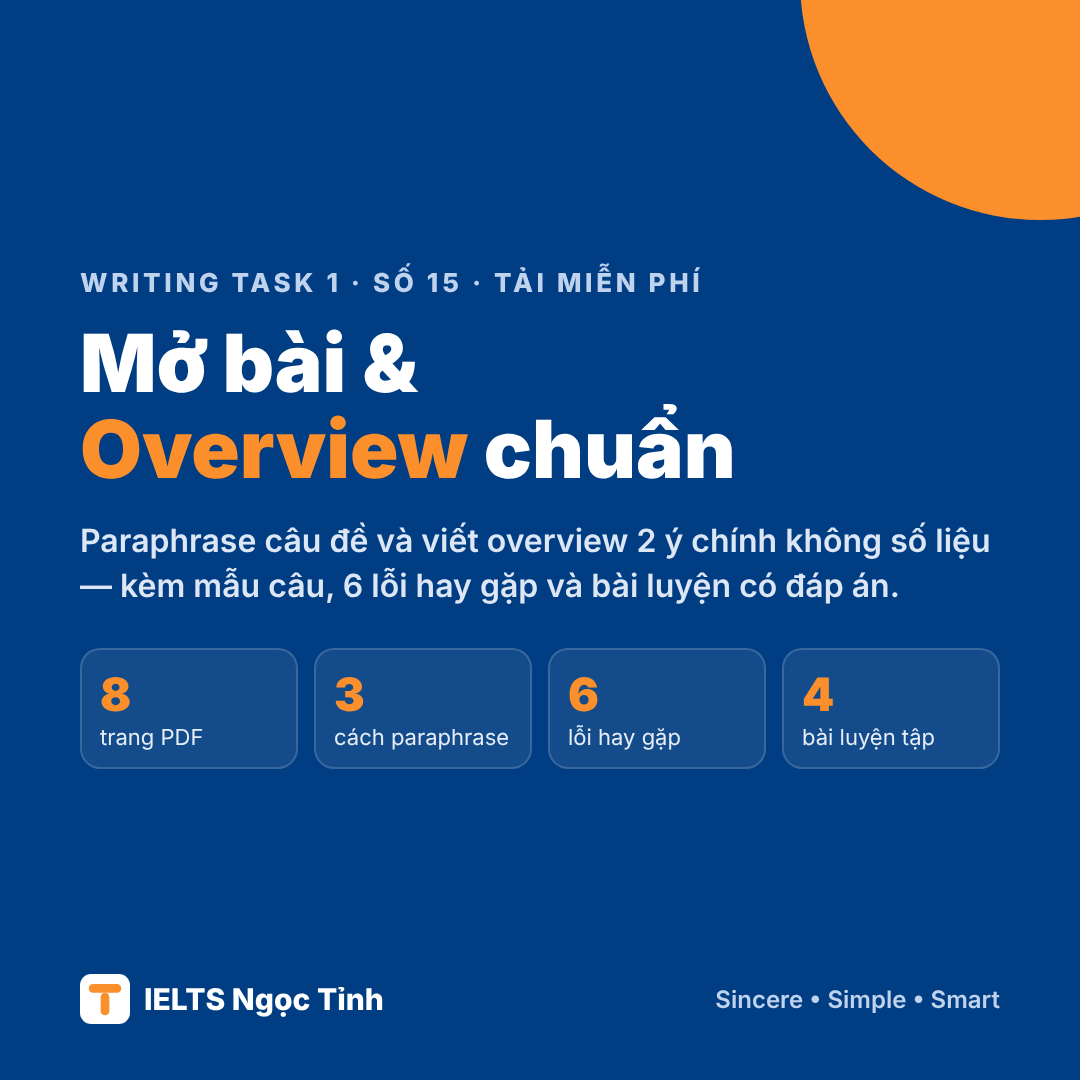 WRITING TASK 1 · SỐ 15 · TẢI MIỄN PHÍ
Mở bài &
Overview chuẩn
Paraphrase câu đề và viết overview 2 ý chính không số liệu
— kèm mẫu câu, 6 lỗi hay gặp và bài luyện có đáp án.
8
trang PDF
3
cách paraphrase
6
lỗi hay gặp
4
bài luyện tập
IELTS Ngọc Tỉnh
Sincere • Simple • Smart